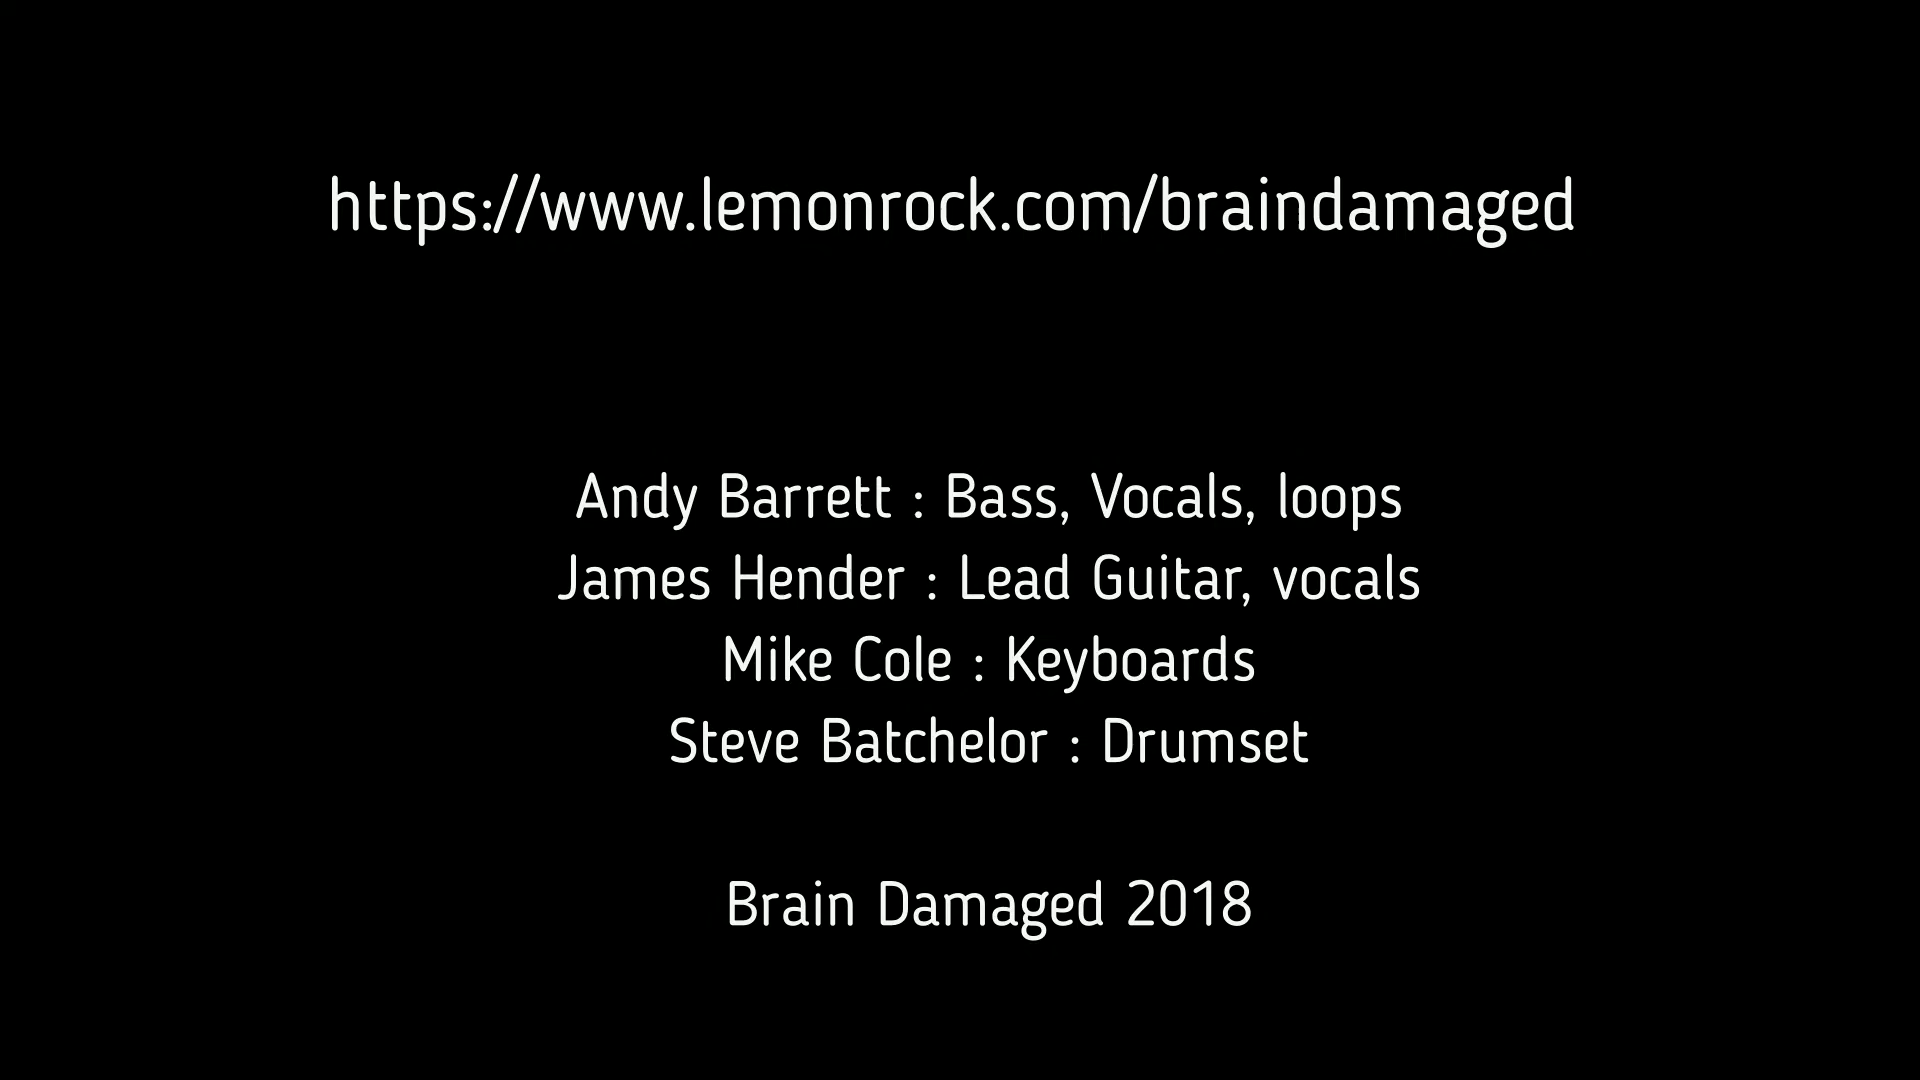 https://www.lemonrock.com/braindamaged
Andy Barrett : Bass, Vocals, loops
James Hender : Lead Guitar, vocals
Mike Cole : Keyboards
Steve Batchelor : Drumset
Brain Damaged 2018